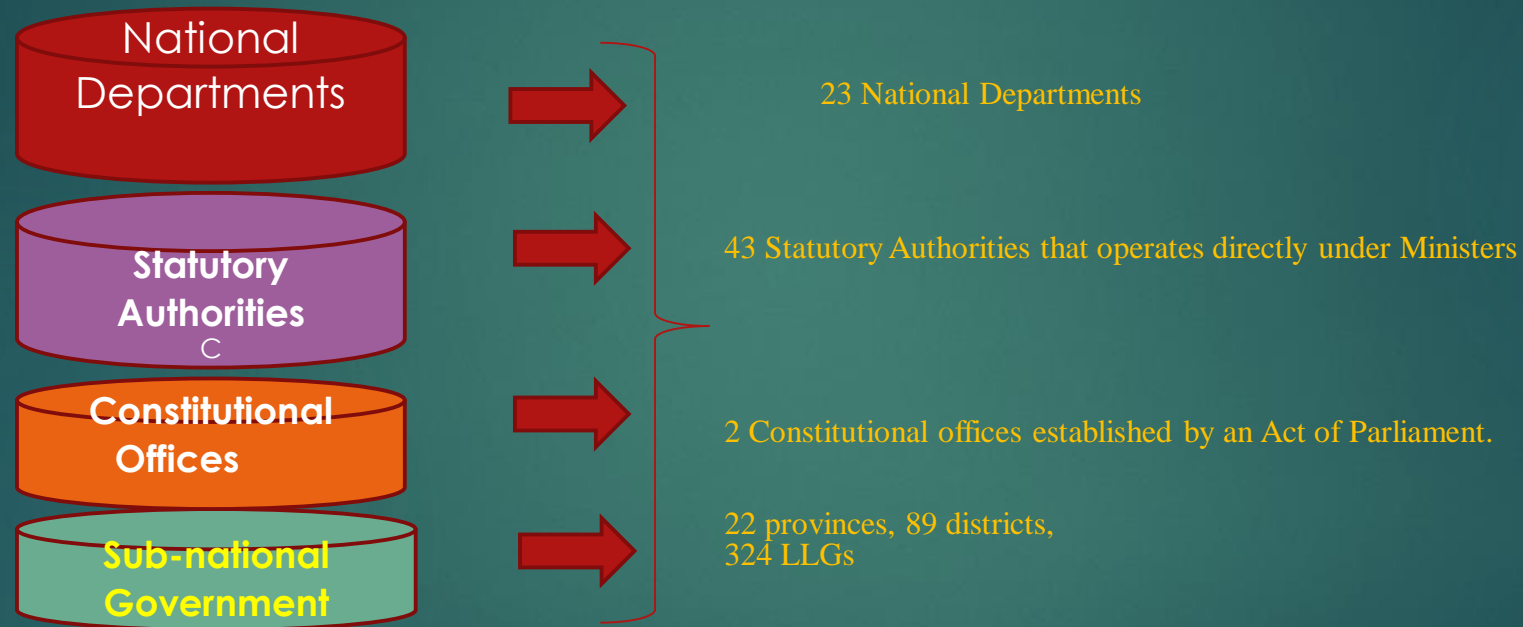 National
Departments
23 National Departments
Statutory
Authorities
C
43 Statutory Authorities that operates directly under Ministers
Constitutional
Offices
2 Constitutional offices established by an Act of Parliament.
Sub-national
Government
22 provinces, 89 districts,
324 LLGs